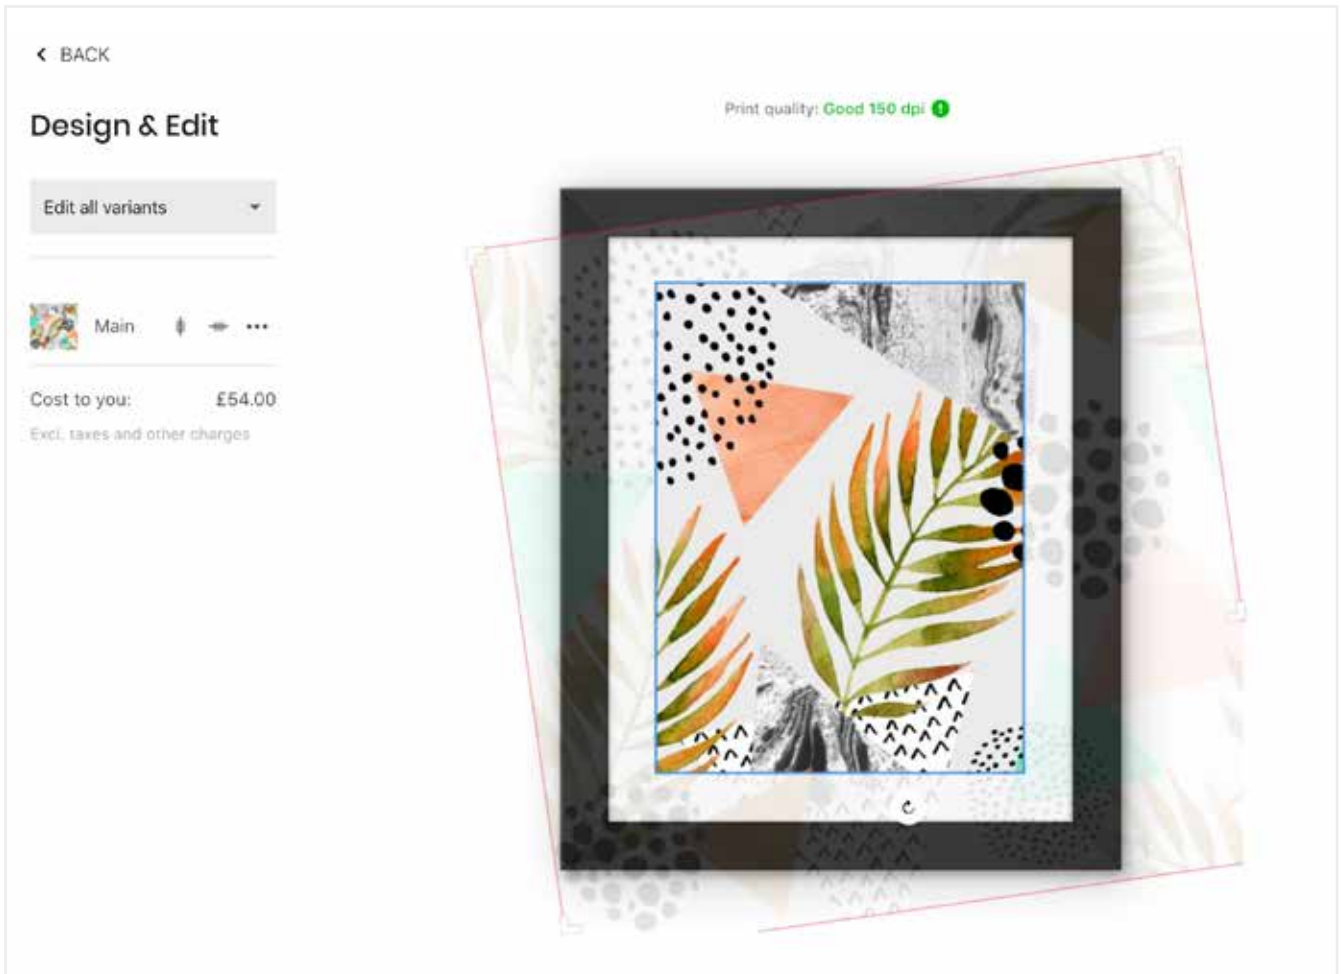 BACK
Design & Edit
Print quality: Good 150 dpi
Edit all variants
Main
Cost to you: £54.00
Excl. taxes and other charges